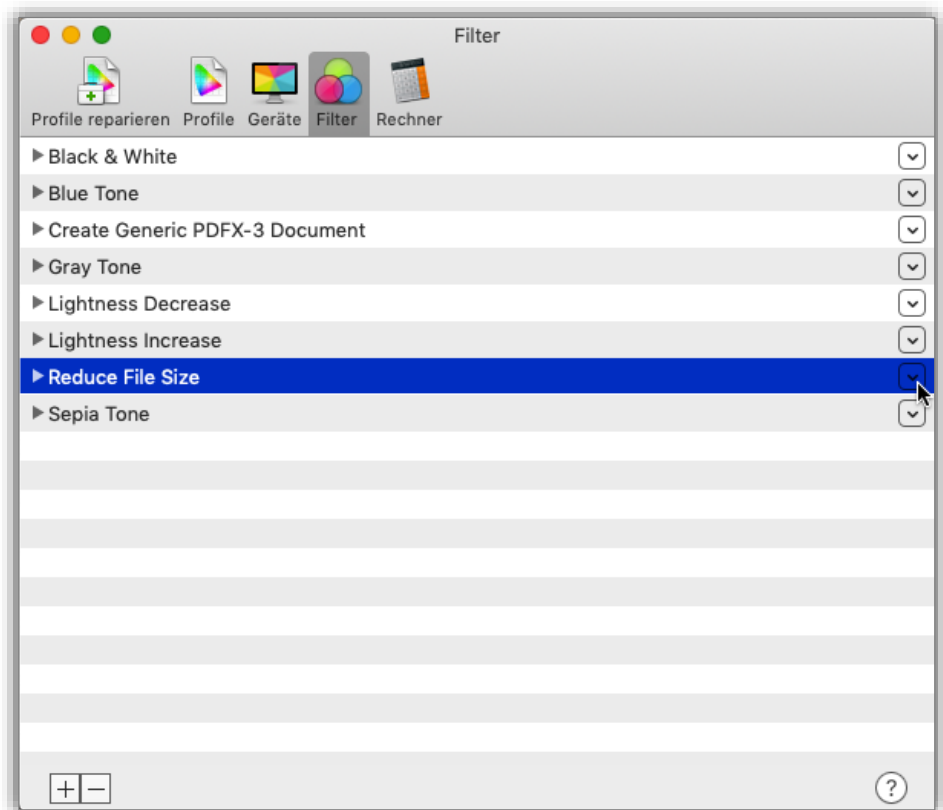 Filter
Profile reparieren Profile Geräte Filter Rechner
Black & White
Blue Tone
Create Generic PDFX-3 Document
Gray Tone
Lightness Decrease
Lightness Increase
Reduce File Size
Sepia Tone
+ − ?